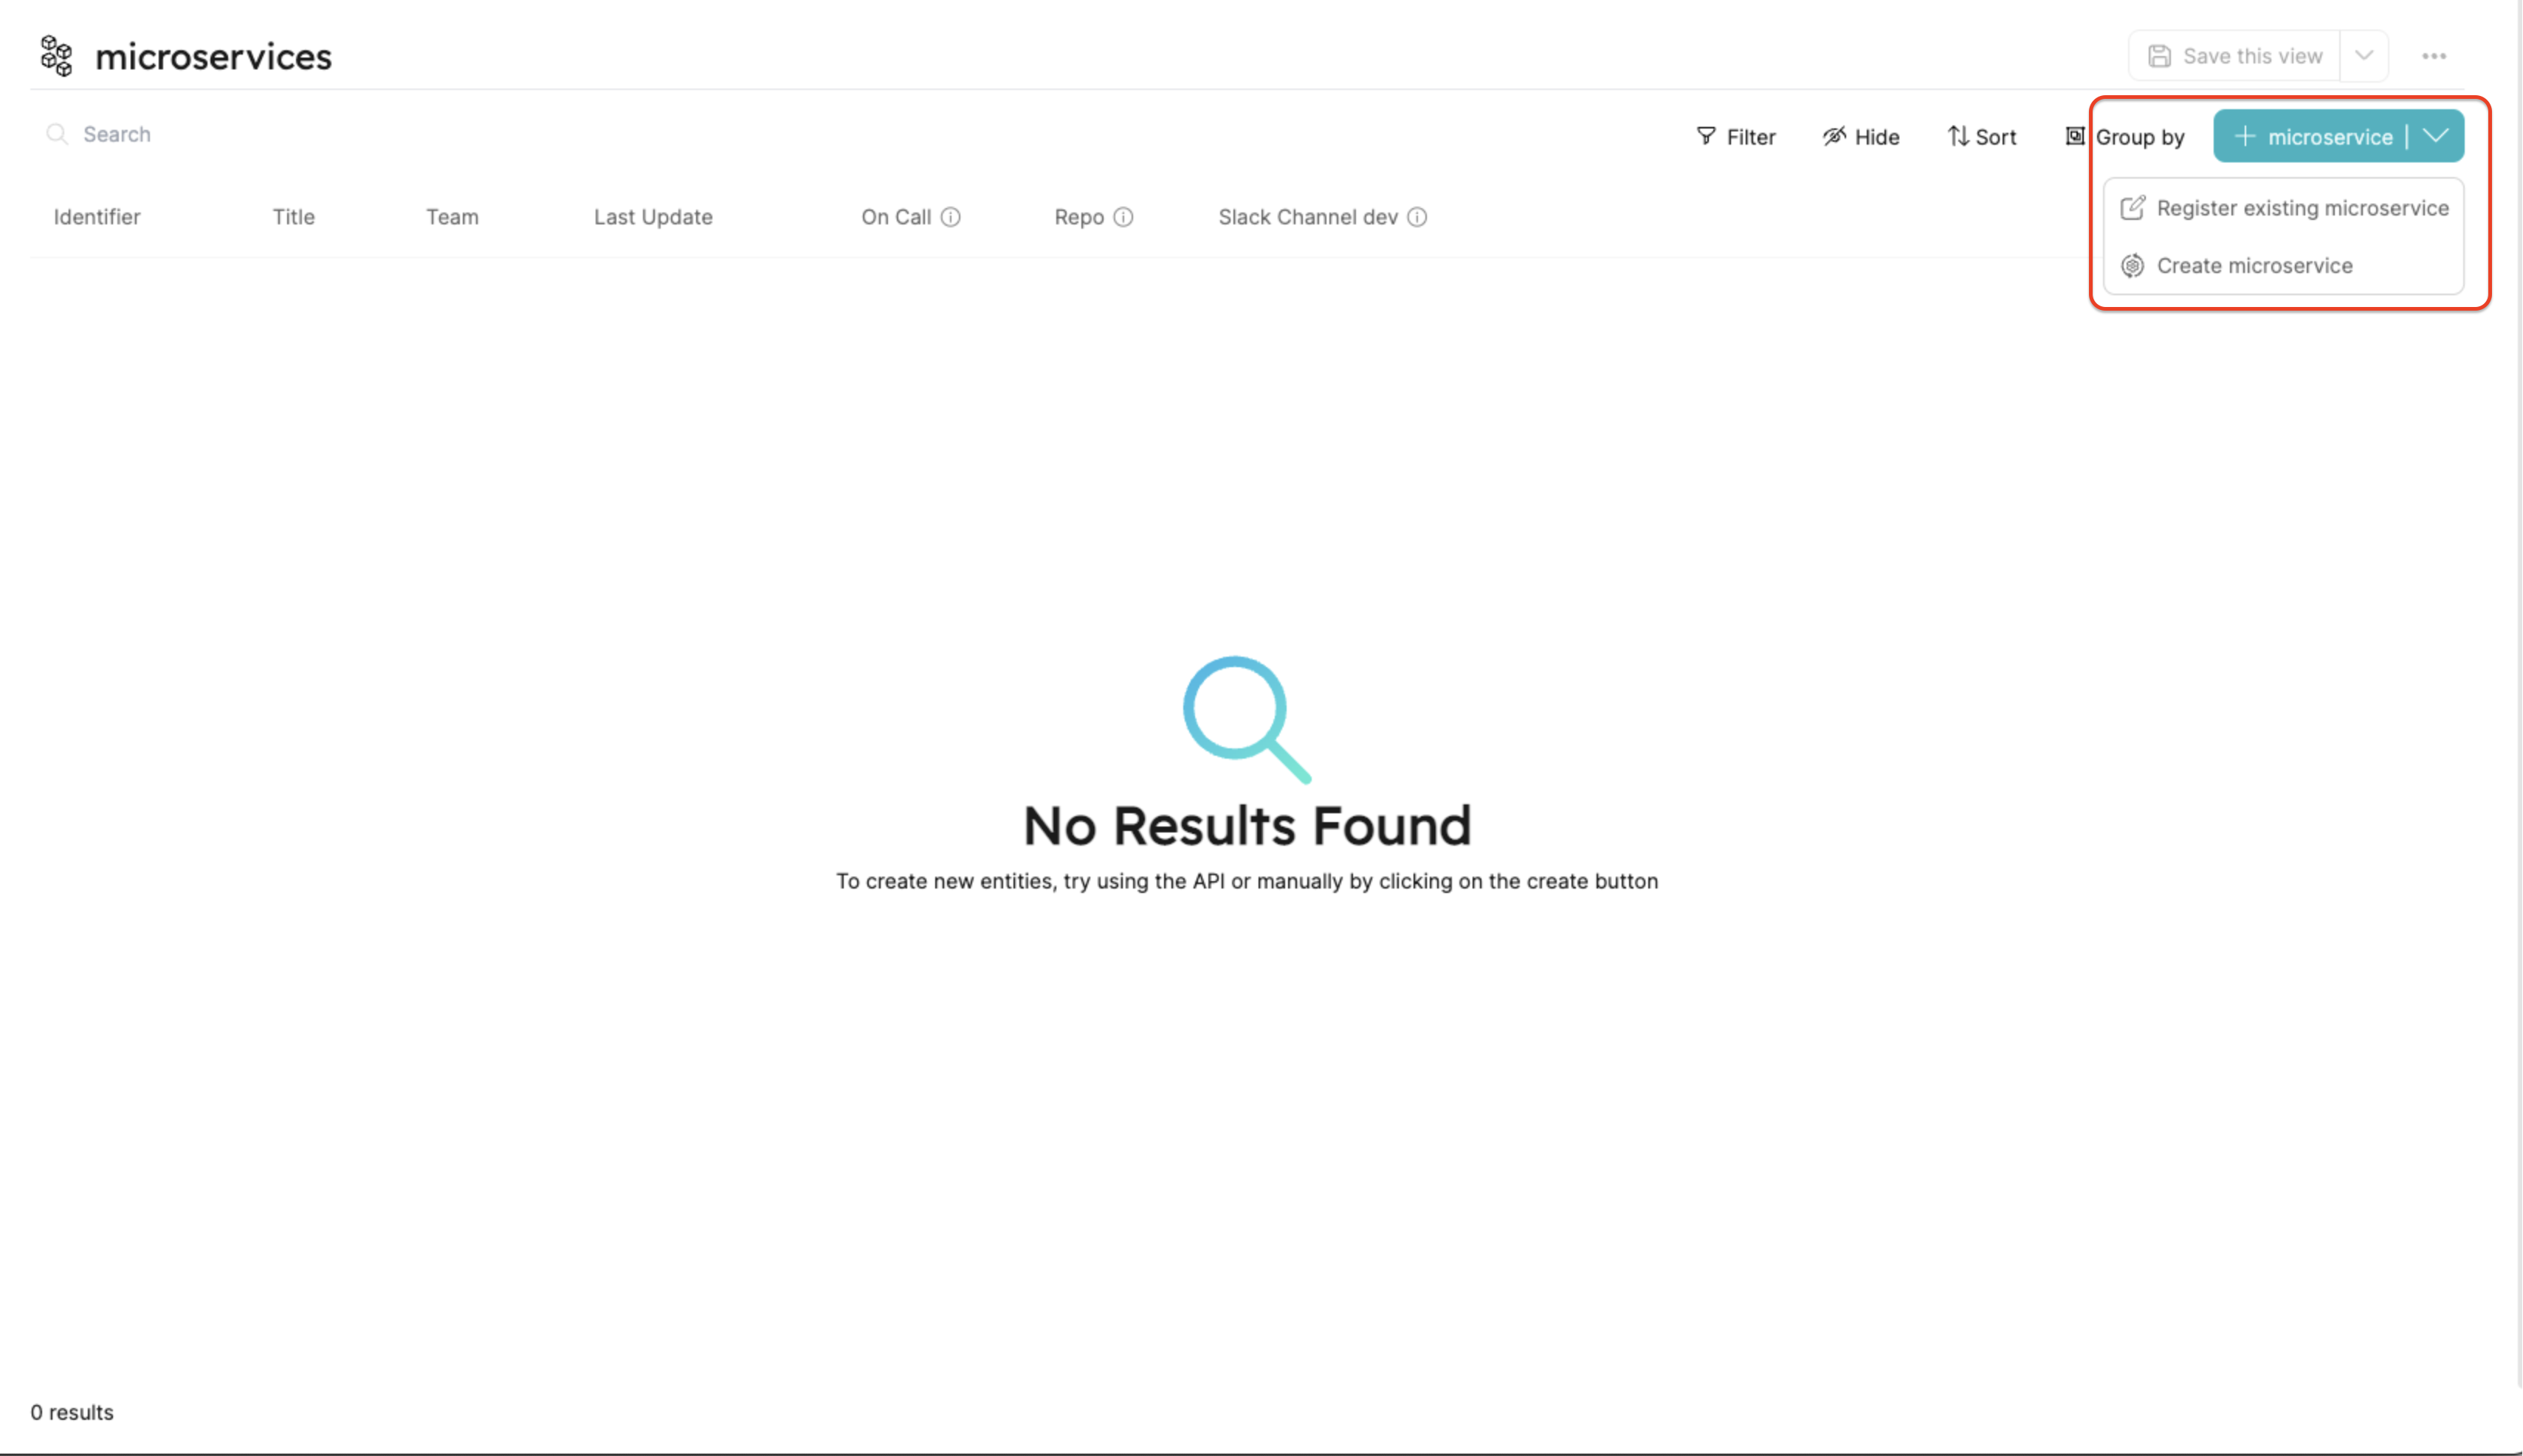 microservices
Save this view
Search
Filter
Hide
Sort
Group by
microservice
Identifier
Title
Team
Last Update
On Call
Repo
Slack Channel dev
Register existing microservice
Create microservice
No Results Found
To create new entities, try using the API or manually by clicking on the create button
0 results